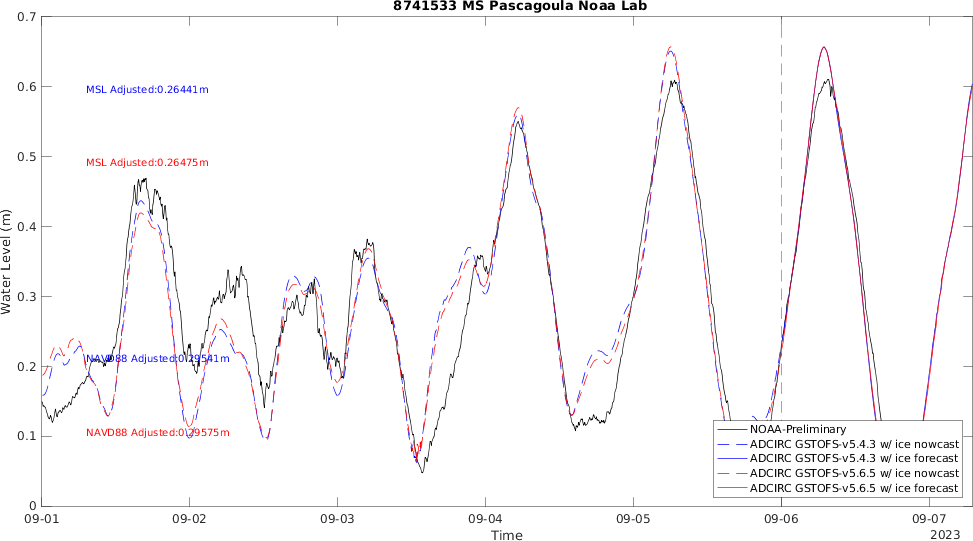 8741533 MS Pascagoula Noaa Lab
Water Level (m)
0.7
0.6
0.5
0.4
0.3
0.2
0.1
0
MSL Adjusted:0.26441m
MSL Adjusted:0.26475m
NAVD88 Adjusted:0.29541m
NAVD88 Adjusted:0.29575m
NOAA-Preliminary
ADCIRC GSTOFS-v5.4.3 w/ ice nowcast
ADCIRC GSTOFS-v5.4.3 w/ ice forecast
ADCIRC GSTOFS-v5.6.5 w/ ice nowcast
ADCIRC GSTOFS-v5.6.5 w/ ice forecast
09-01 09-02 09-03 09-04 09-05 09-06 09-07
Time
2023